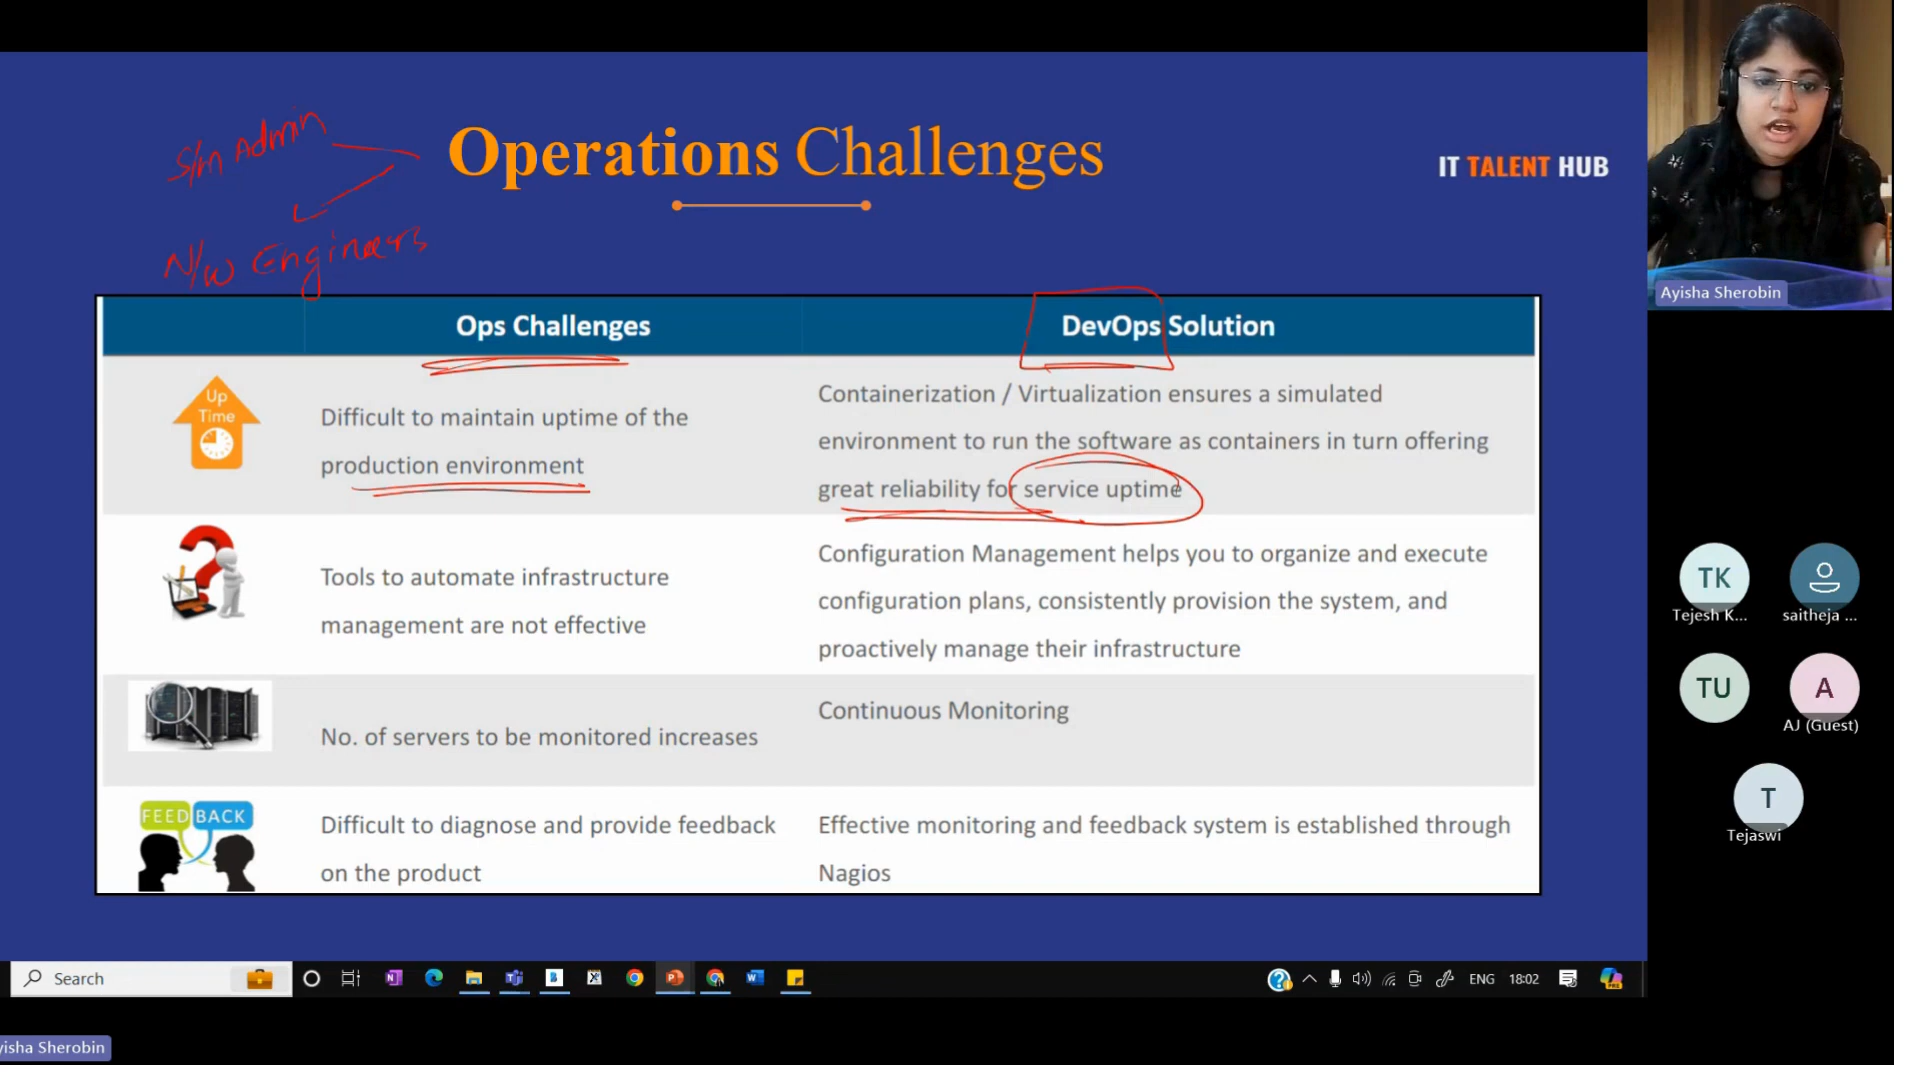 S/m Admin
Operations Challenges
IT TALENT HUB
N/W Engineers
Ayisha Sherobin
Ops Challenges
DevOps Solution
Up
Time
Difficult to maintain uptime of the
production environment
Containerization / Virtualization ensures a simulated
environment to run the software as containers in turn offering
great reliability for service uptime
Tools to automate infrastructure
management are not effective
Configuration Management helps you to organize and execute
configuration plans, consistently provision the system, and
proactively manage their infrastructure
No. of servers to be monitored increases
Continuous Monitoring
FEED BACK
Difficult to diagnose and provide feedback
on the product
Effective monitoring and feedback system is established through
Nagios
TK
Tejesh K...
saitheja ...
TU
A
AJ (Guest)
T
Tejaswi
Search
ENG
18:02
yisha Sherobin